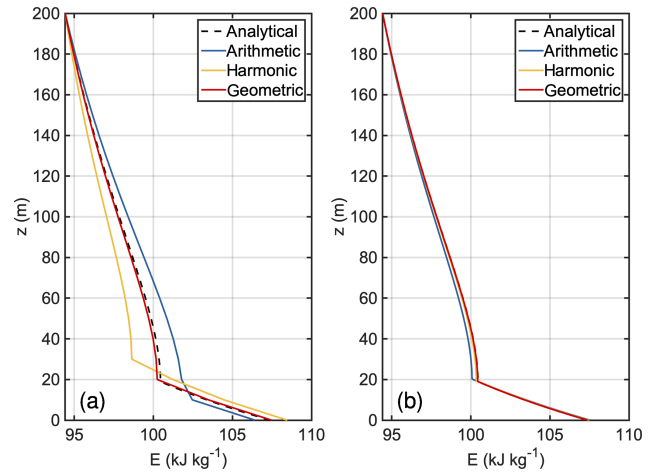 200
180
160
140
120
100
80
60
40
20
0
z (m)
95
100
105
110
E (kJ kg⁻¹)
Analytical
Arithmetic
Harmonic
Geometric
(a)
200
180
160
140
120
100
80
60
40
20
0
z (m)
95
100
105
110
E (kJ kg⁻¹)
Analytical
Arithmetic
Harmonic
Geometric
(b)